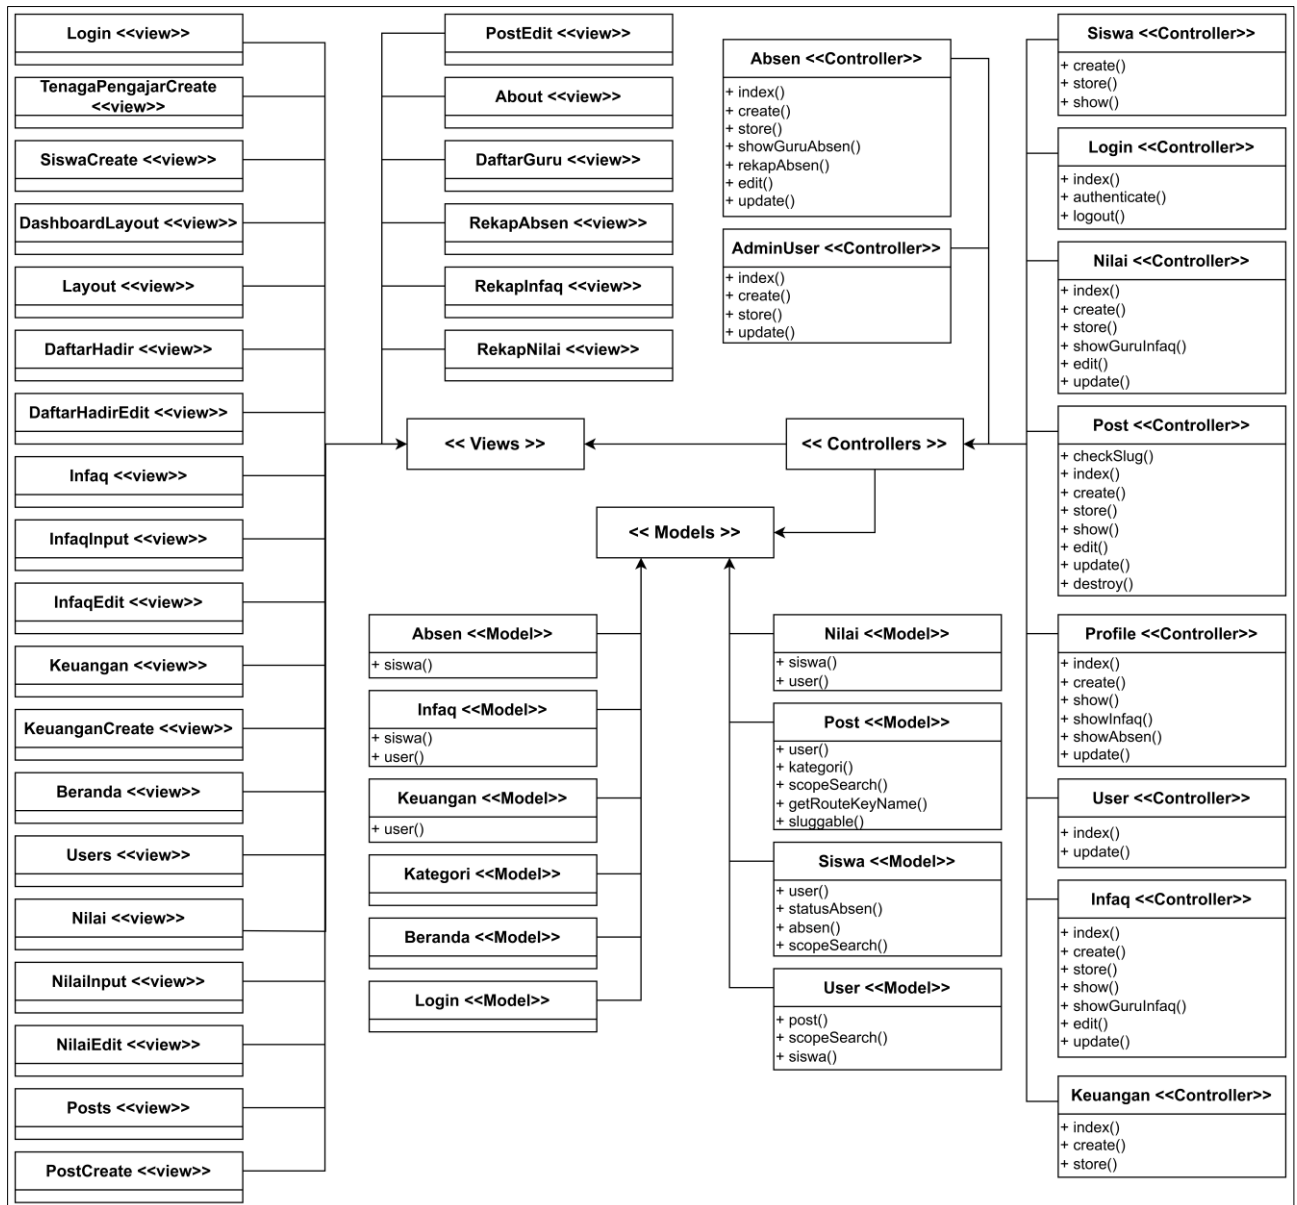 Login <<view>>
TenagaPengajarCreate
<<view>>
SiswaCreate <<view>>
DashboardLayout <<view>>
Layout <<view>>
DaftarHadir <<view>>
DaftarHadirEdit <<view>>
Infaq <<view>>
InfaqInput <<view>>
InfaqEdit <<view>>
Keuangan <<view>>
KeuanganCreate <<view>>
Beranda <<view>>
Users <<view>>
Nilai <<view>>
NilaiInput <<view>>
NilaiEdit <<view>>
Posts <<view>>
PostCreate <<view>>
PostEdit <<view>>
About <<view>>
DaftarGuru <<view>>
RekapAbsen <<view>>
RekapInfaq <<view>>
RekapNilai <<view>>
<< Views >>
<< Controllers >>
<< Models >>
Absen <<Model>>
+ siswa()
Infaq <<Model>>
+ siswa()
+ user()
Keuangan <<Model>>
+ user()
Kategori <<Model>>
Beranda <<Model>>
Login <<Model>>
Nilai <<Model>>
+ siswa()
+ user()
Post <<Model>>
+ user()
+ kategori()
+ scopeSearch()
+ getRouteKeyName()
+ sluggable()
Siswa <<Model>>
+ user()
+ statusAbsen()
+ absen()
+ scopeSearch()
User <<Model>>
+ post()
+ scopeSearch()
+ siswa()
Absen <<Controller>>
+ index()
+ create()
+ store()
+ showGuruAbsen()
+ rekapAbsen()
+ edit()
+ update()
AdminUser <<Controller>>
+ index()
+ create()
+ store()
+ update()
Siswa <<Controller>>
+ create()
+ store()
+ show()
Login <<Controller>>
+ index()
+ authenticate()
+ logout()
Nilai <<Controller>>
+ index()
+ create()
+ store()
+ showGuruInfaq()
+ edit()
+ update()
Post <<Controller>>
+ checkSlug()
+ index()
+ create()
+ store()
+ show()
+ edit()
+ update()
+ destroy()
Profile <<Controller>>
+ index()
+ create()
+ show()
+ showInfaq()
+ showAbsen()
+ update()
User <<Controller>>
+ index()
+ update()
Infaq <<Controller>>
+ index()
+ create()
+ store()
+ show()
+ showGuruInfaq()
+ edit()
+ update()
Keuangan <<Controller>>
+ index()
+ create()
+ store()